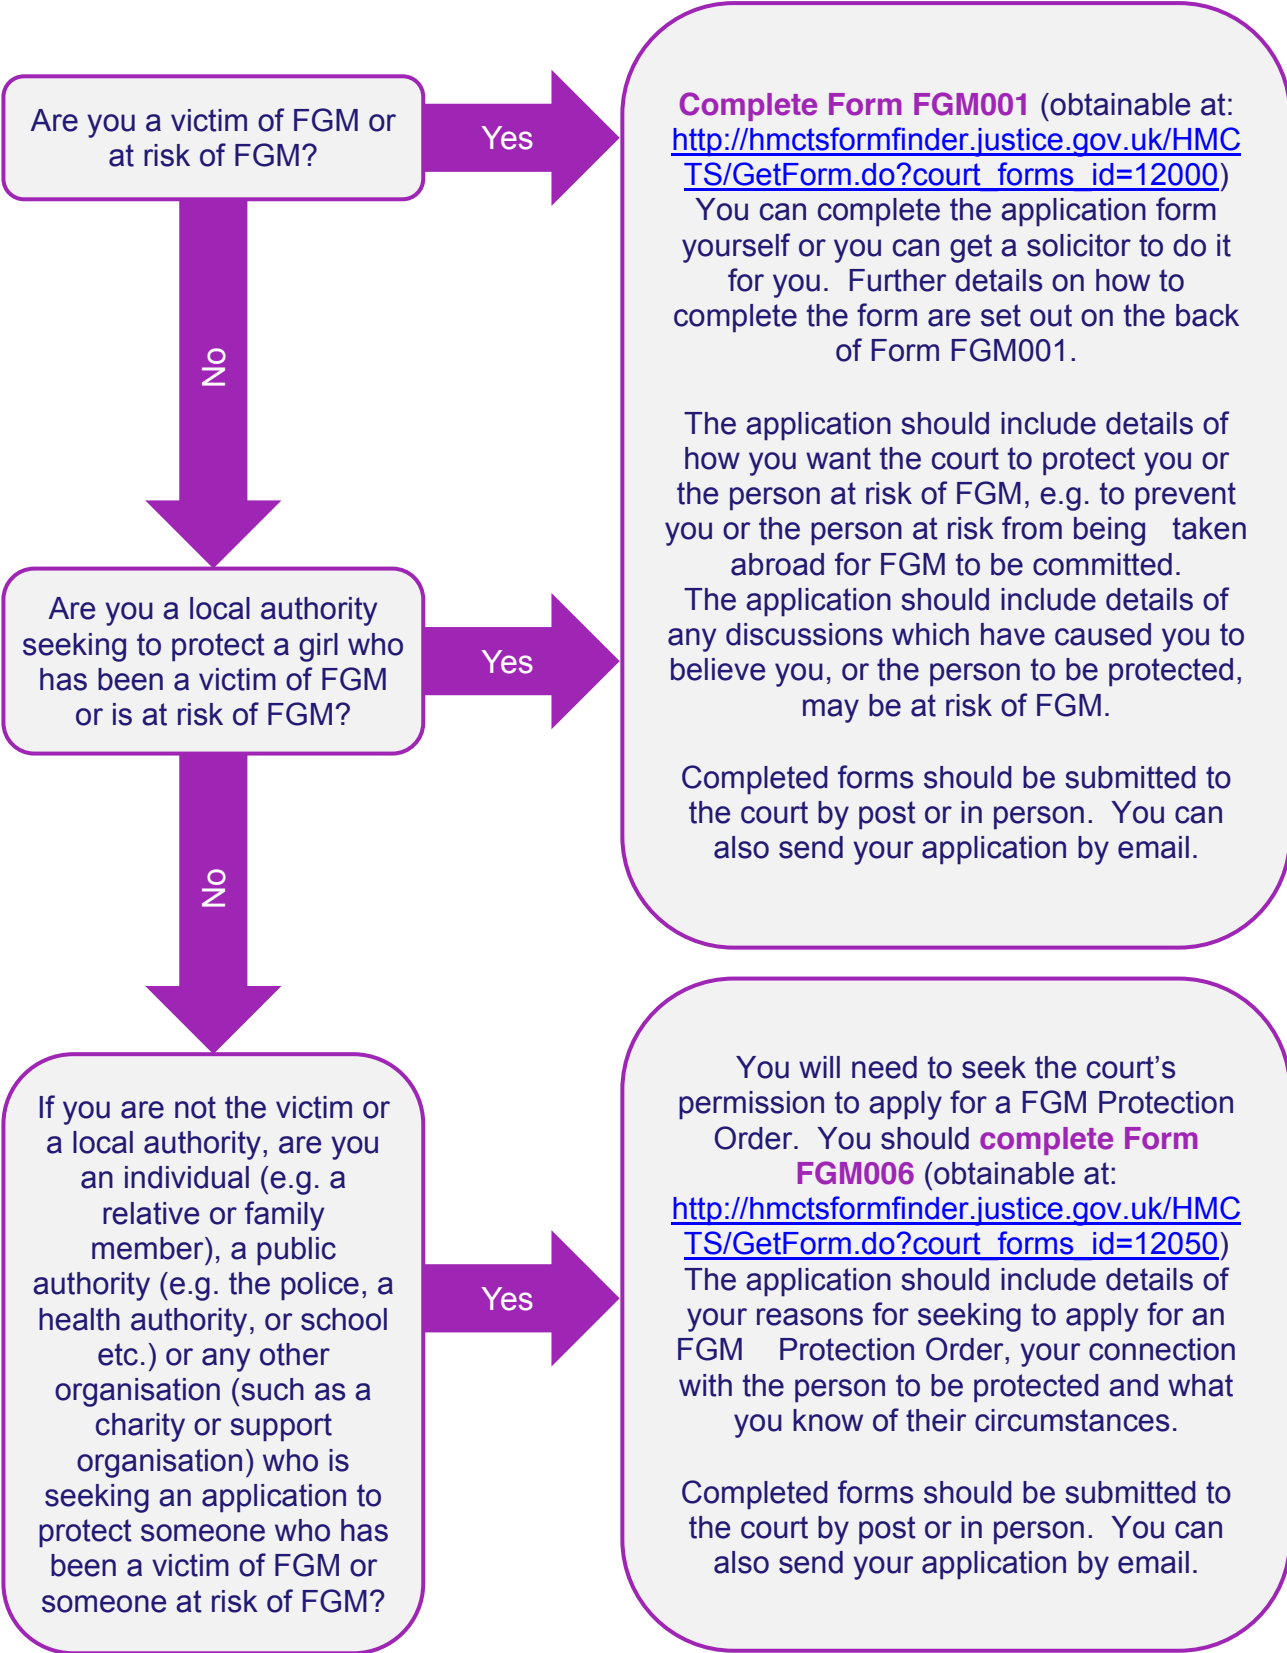 Are you a victim of FGM or
at risk of FGM?
Yes
Complete Form FGM001 (obtainable at:
http://hmctsformfinder.justice.gov.uk/HMC
TS/GetForm.do?court_forms_id=12000)
You can complete the application form
yourself or you can get a solicitor to do it
for you. Further details on how to
complete the form are set out on the back
of Form FGM001.
The application should include details of
how you want the court to protect you or
the person at risk of FGM, e.g. to prevent
you or the person at risk from being taken
abroad for FGM to be committed.
The application should include details of
any discussions which have caused you to
believe you, or the person to be protected,
may be at risk of FGM.
Completed forms should be submitted to
the court by post or in person. You can
also send your application by email.
No
Are you a local authority
seeking to protect a girl who
has been a victim of FGM
or is at risk of FGM?
Yes
No
If you are not the victim or
a local authority, are you
an individual (e.g. a
relative or family
member), a public
authority (e.g. the police, a
health authority, or school
etc.) or any other
organisation (such as a
charity or support
organisation) who is
seeking an application to
protect someone who has
been a victim of FGM or
someone at risk of FGM?
Yes
You will need to seek the court's
permission to apply for a FGM Protection
Order. You should complete Form
FGM006 (obtainable at:
http://hmctsformfinder.justice.gov.uk/HMC
TS/GetForm.do?court_forms_id=12050)
The application should include details of
your reasons for seeking to apply for an
FGM Protection Order, your connection
with the person to be protected and what
you know of their circumstances.
Completed forms should be submitted to
the court by post or in person. You can
also send your application by email.